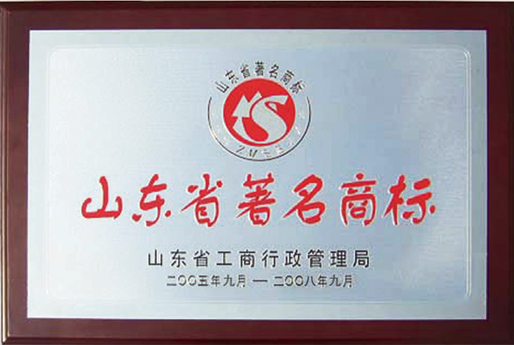 山东省著名商标
山东省著名商标
山东省工商行政管理局
二〇〇五年九月 — 二〇〇八年九月